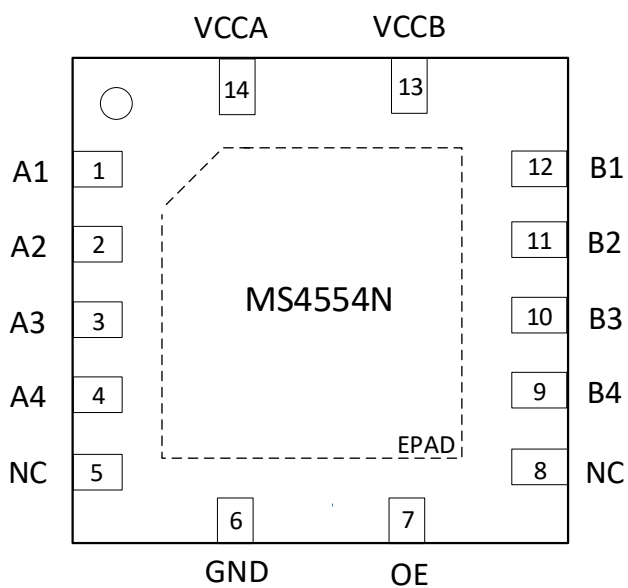 VCCA VCCB
14 13
A1 1 12 B1
A2 2 11 B2
MS4554N
A3 3 10 B3
A4 4 9 B4
EPAD
NC 5 8 NC
6 7
GND OE